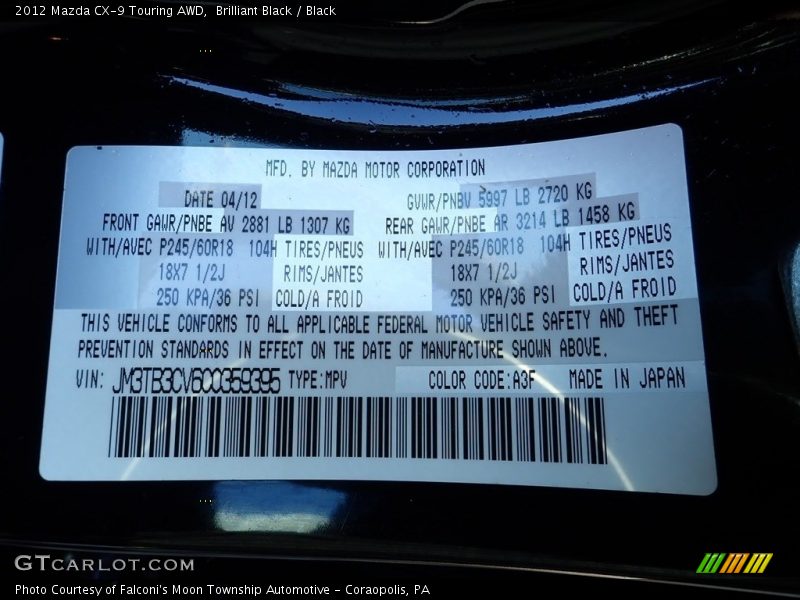 2012 Mazda CX-9 Touring AWD,  Brilliant Black / Black
MFD. BY MAZDA MOTOR CORPORATION
DATE 04/12 GVWR/PNBV 5997 LB 2720 KG
FRONT GAWR/PNBE AV 2881 LB 1307 KG REAR GAWR/PNBE AR 3214 LB 1458 KG
WITH/AVEC P245/60R18 104H TIRES/PNEUS WITH/AVEC P245/60R18 104H TIRES/PNEUS
18X7 1/2J RIMS/JANTES 18X7 1/2J RIMS/JANTES
250 KPA/36 PSI COLD/A FROID 250 KPA/36 PSI COLD/A FROID
THIS VEHICLE CONFORMS TO ALL APPLICABLE FEDERAL MOTOR VEHICLE SAFETY AND THEFT
PREVENTION STANDARDS IN EFFECT ON THE DATE OF MANUFACTURE SHOWN ABOVE.
VIN: JM3TB3CV6C0359395 TYPE:MPV COLOR CODE:A3F MADE IN JAPAN
GTCARLOT.COM
Photo Courtesy of Falconi's Moon Township Automotive - Coraopolis, PA